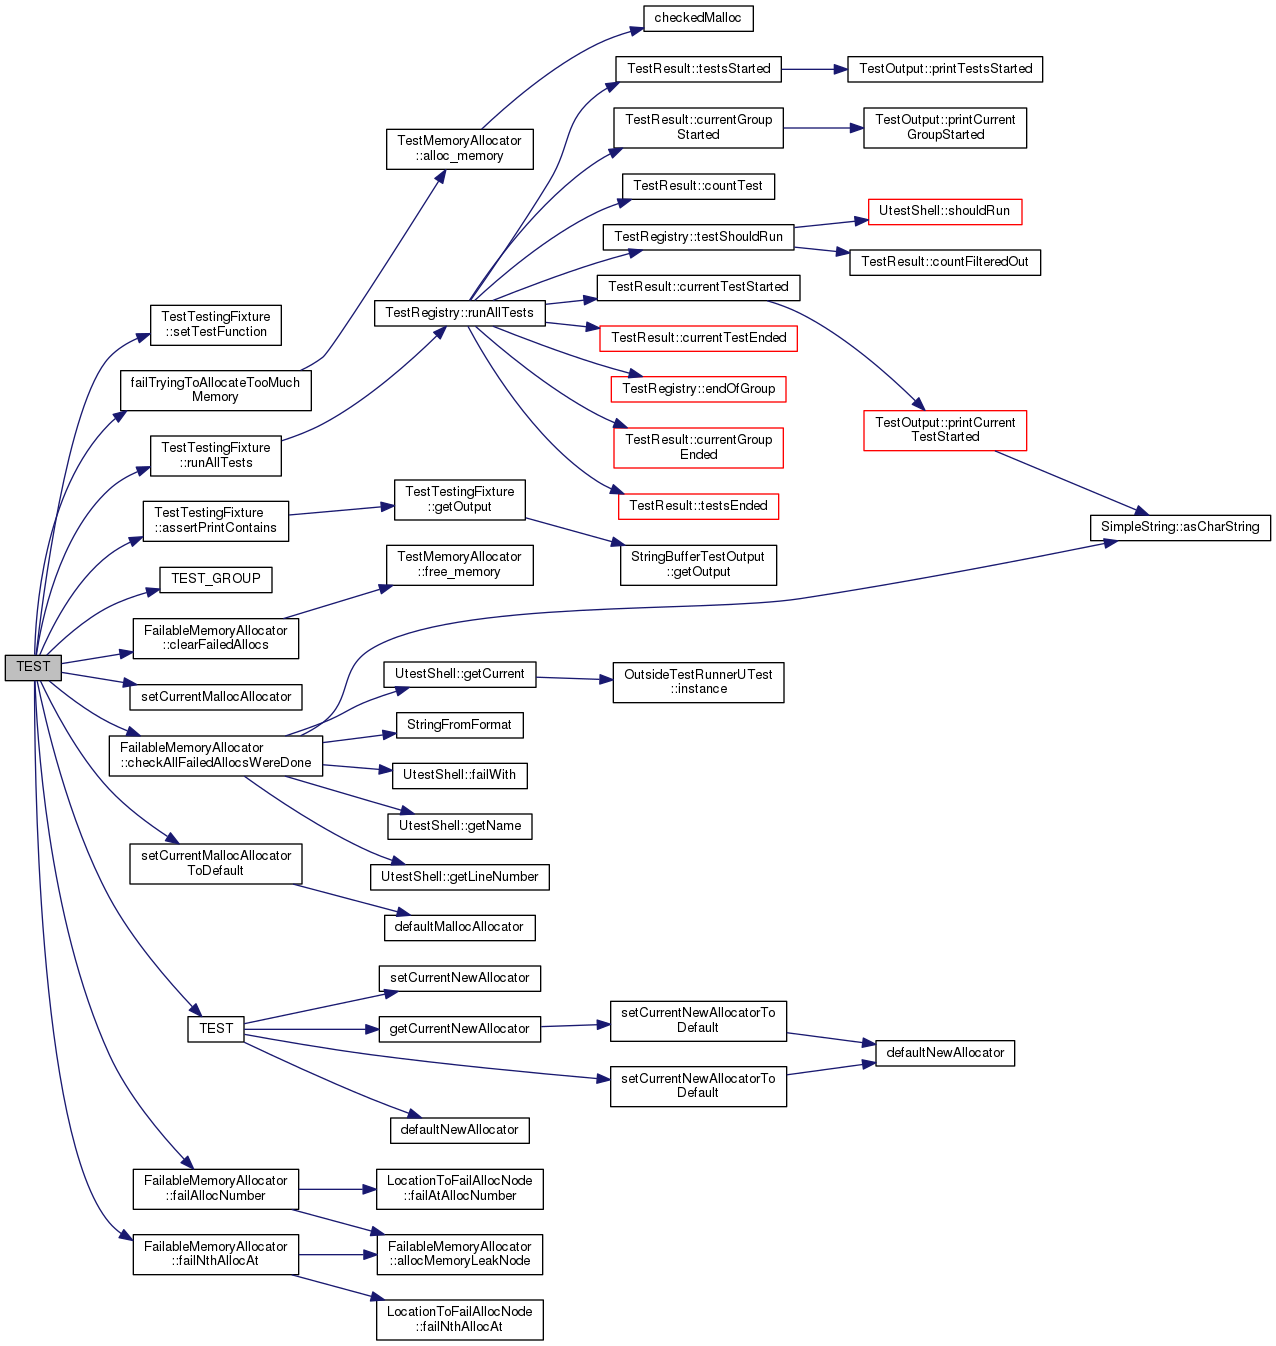 checkedMalloc
TestResult::testsStarted
TestOutput::printTestsStarted
TestResult::currentGroup
Started
TestOutput::printCurrent
GroupStarted
TestMemoryAllocator
::alloc_memory
TestResult::countTest
UtestShell::shouldRun
TestRegistry::testShouldRun
TestResult::countFilteredOut
TestResult::currentTestStarted
TestRegistry::runAllTests
TestTestingFixture
::setTestFunction
TestResult::currentTestEnded
failTryingToAllocateTooMuch
Memory
TestRegistry::endOfGroup
TestOutput::printCurrent
TestStarted
TestResult::currentGroup
Ended
TestTestingFixture
::runAllTests
TestTestingFixture
::getOutput
TestResult::testsEnded
TestTestingFixture
::assertPrintContains
SimpleString::asCharString
TestMemoryAllocator
::free_memory
StringBufferTestOutput
::getOutput
TEST_GROUP
FailableMemoryAllocator
::clearFailedAllocs
TEST
UtestShell::getCurrent
OutsideTestRunnerUTest
::instance
setCurrentMallocAllocator
StringFromFormat
FailableMemoryAllocator
::checkAllFailedAllocsWereDone
UtestShell::failWith
UtestShell::getName
setCurrentMallocAllocator
ToDefault
UtestShell::getLineNumber
defaultMallocAllocator
setCurrentNewAllocator
TEST
getCurrentNewAllocator
setCurrentNewAllocatorTo
Default
defaultNewAllocator
setCurrentNewAllocatorTo
Default
defaultNewAllocator
FailableMemoryAllocator
::failAllocNumber
LocationToFailAllocNode
::failAtAllocNumber
FailableMemoryAllocator
::failNthAllocAt
FailableMemoryAllocator
::allocMemoryLeakNode
LocationToFailAllocNode
::failNthAllocAt